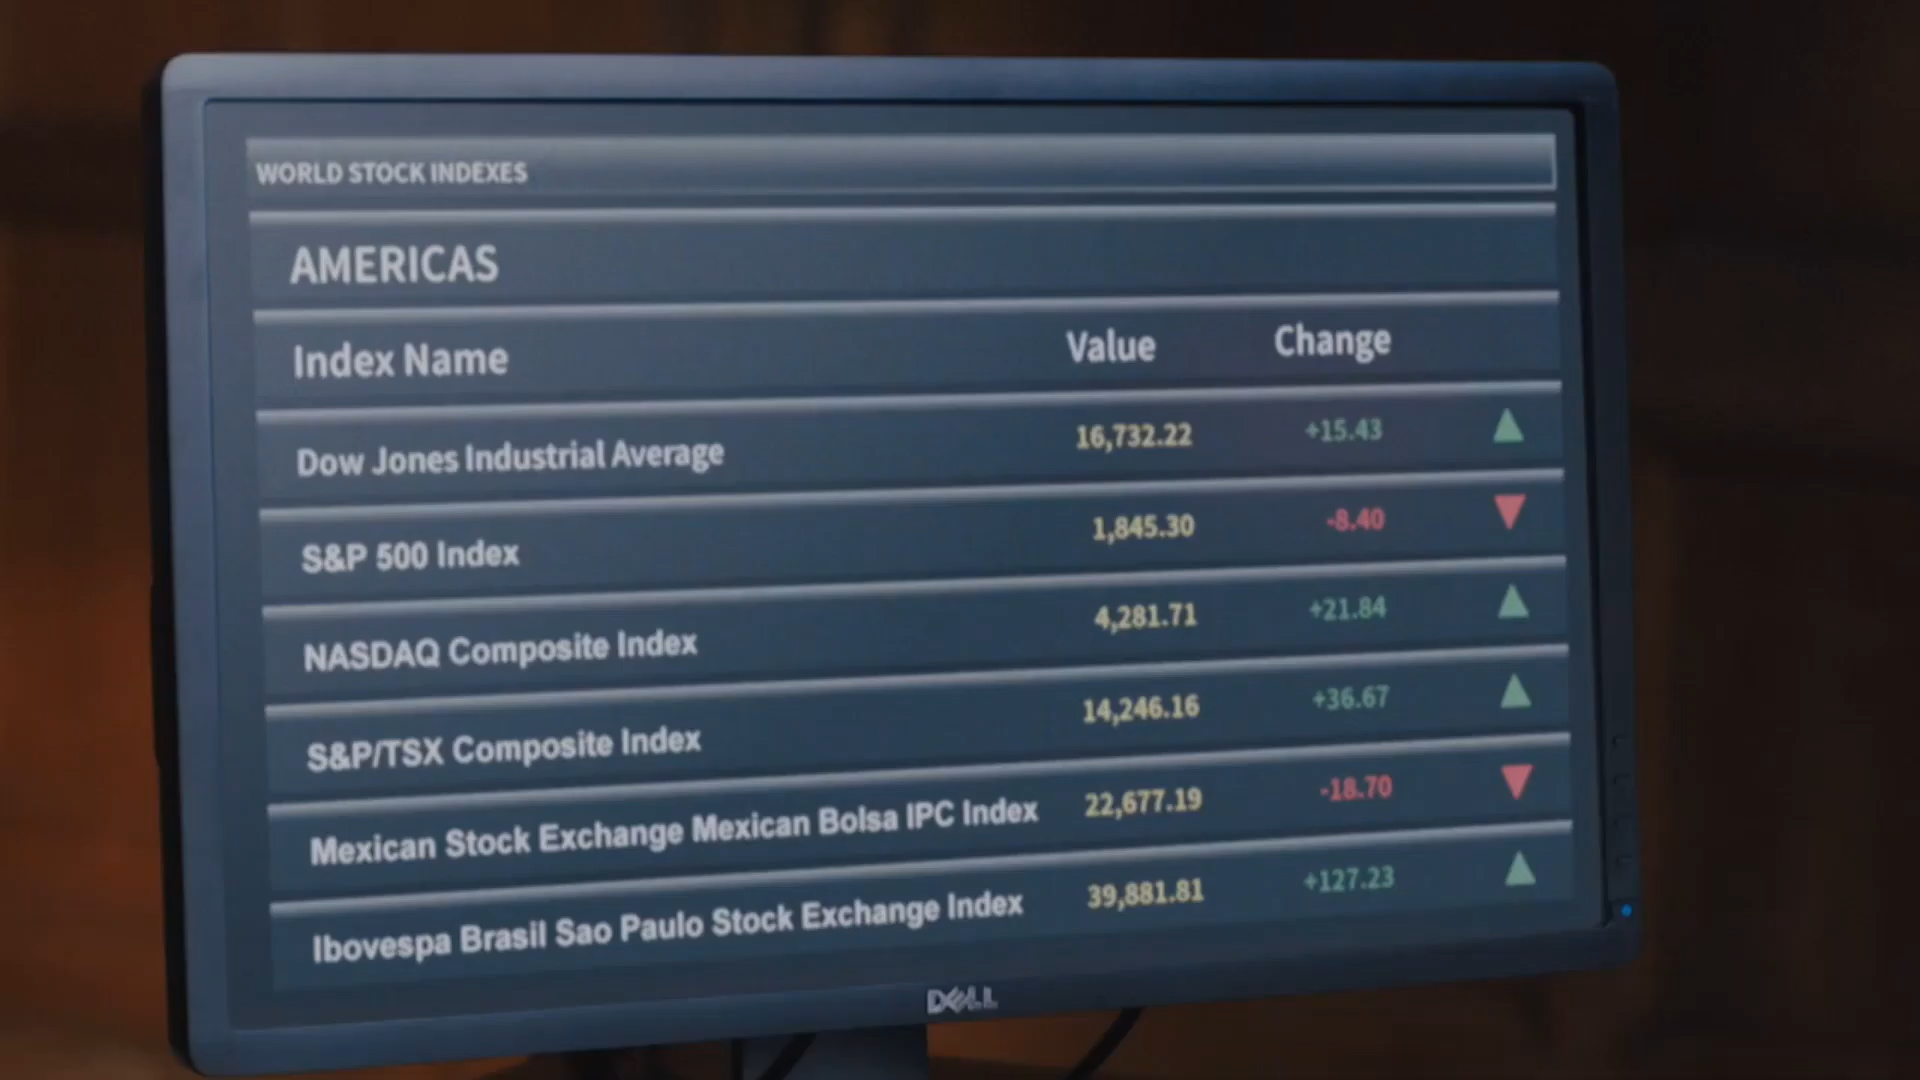 WORLD STOCK INDEXES
AMERICAS
Index Name Value Change
Dow Jones Industrial Average 16,732.22 +15.43
S&P 500 Index 1,845.30 -8.40
NASDAQ Composite Index 4,281.71 +21.84
S&P/TSX Composite Index 14,246.16 +36.67
Mexican Stock Exchange Mexican Bolsa IPC Index 22,677.19 -18.70
Ibovespa Brasil Sao Paulo Stock Exchange Index 39,881.81 +127.23
DELL